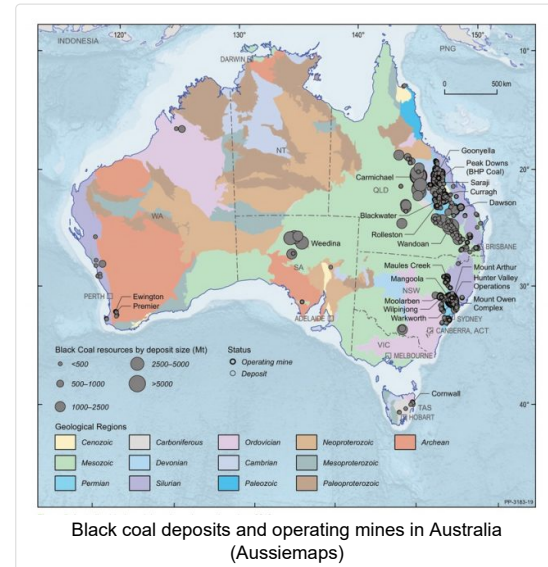 INDONESIA
120°
130°
140°
150°
PNG
10°
DARWIN
0
500 km
NT
Goonyella
Peak Downs
(BHP Coal)
Saraji
Curragh
Carmichael
20°
QLD
Dawson
Blackwater
Rolleston
Wandoan
WA
Weedina
BRISBANE
SA
Maules Creek
Mount Arthur
Mangoola
Hunter Valley
Operations
30°
NSW
PERTH
Ewington
Premier
Moolarben
Wilpinjong
Warkworth
Mount Owen
Complex
SYDNEY
ADELAIDE
CANBERRA, ACT
VIC
MELBOURNE
Black Coal resources by deposit size (Mt)
<500
500–1000
1000–2500
2500–5000
>5000
Status
Operating mine
Deposit
Cornwall
40°
TAS
HOBART
Geological Regions
Cenozoic
Carboniferous
Ordovician
Neoproterozoic
Archean
Mesozoic
Devonian
Cambrian
Mesoproterozoic
Permian
Silurian
Paleozoic
Paleoproterozoic
PP-3183-19
Black coal deposits and operating mines in Australia
(Aussiemaps)